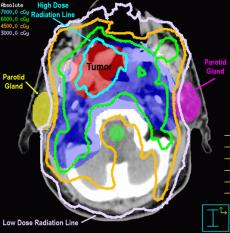 Absolute
7000.0 cGy
6000.0 cGy
4500.0 cGy
3000.0 cGy
High Dose
Radiation Line
Tumor
Parotid
Gland
Parotid
Gland
Low Dose Radiation Line